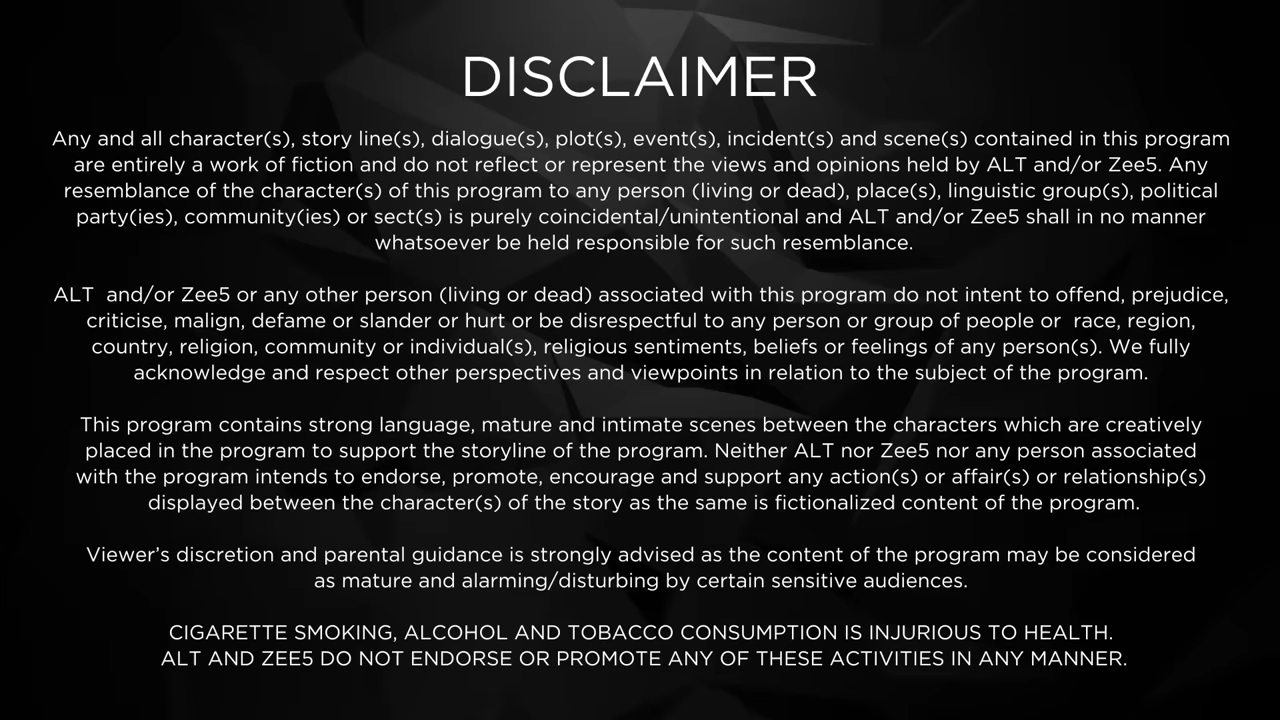 DISCLAIMER
Any and all character(s), story line(s), dialogue(s), plot(s), event(s), incident(s) and scene(s) contained in this program
are entirely a work of fiction and do not reflect or represent the views and opinions held by ALT and/or Zee5. Any
resemblance of the character(s) of this program to any person (living or dead), place(s), linguistic group(s), political
party(ies), community(ies) or sect(s) is purely coincidental/unintentional and ALT and/or Zee5 shall in no manner
whatsoever be held responsible for such resemblance.
ALT  and/or Zee5 or any other person (living or dead) associated with this program do not intent to offend, prejudice,
criticise, malign, defame or slander or hurt or be disrespectful to any person or group of people or  race, region,
country, religion, community or individual(s), religious sentiments, beliefs or feelings of any person(s). We fully
acknowledge and respect other perspectives and viewpoints in relation to the subject of the program.
This program contains strong language, mature and intimate scenes between the characters which are creatively
placed in the program to support the storyline of the program. Neither ALT nor Zee5 nor any person associated
with the program intends to endorse, promote, encourage and support any action(s) or affair(s) or relationship(s)
displayed between the character(s) of the story as the same is fictionalized content of the program.
Viewer’s discretion and parental guidance is strongly advised as the content of the program may be considered
as mature and alarming/disturbing by certain sensitive audiences.
CIGARETTE SMOKING, ALCOHOL AND TOBACCO CONSUMPTION IS INJURIOUS TO HEALTH.
ALT AND ZEE5 DO NOT ENDORSE OR PROMOTE ANY OF THESE ACTIVITIES IN ANY MANNER.